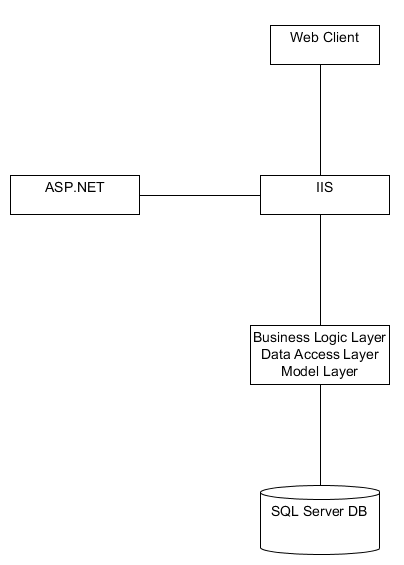 Web Client
ASP.NET
IIS
Business Logic Layer
Data Access Layer
Model Layer
SQL Server DB